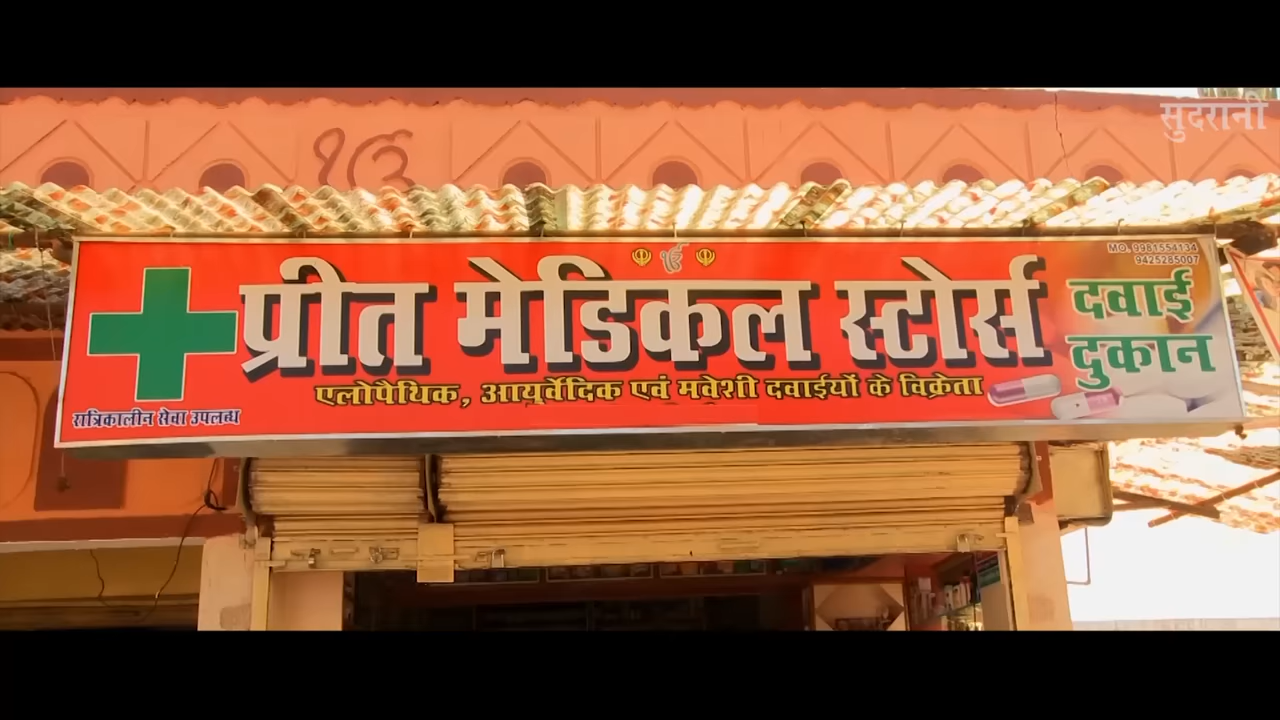 सुदरानी
ੴ
ੴ
MO. 9981554134
9425285007
प्रीत मेडिकल स्टोर्स
दवाई
दुकान
एलोपैथिक, आयुर्वेदिक एवं मवेशी दवाईयों के विक्रेता
रात्रिकालीन सेवा उपलब्ध